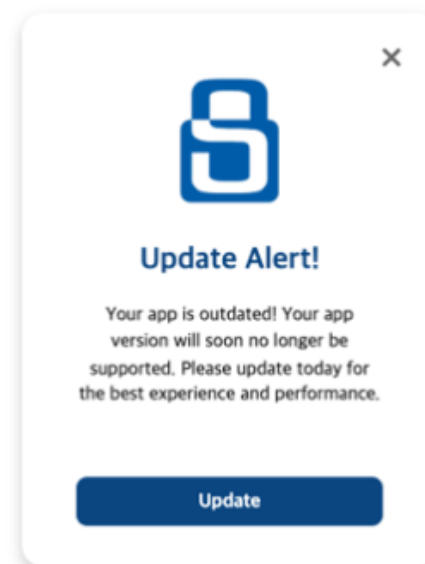 Update Alert!
Your app is outdated! Your app
version will soon no longer be
supported. Please update today for
the best experience and performance.
Update